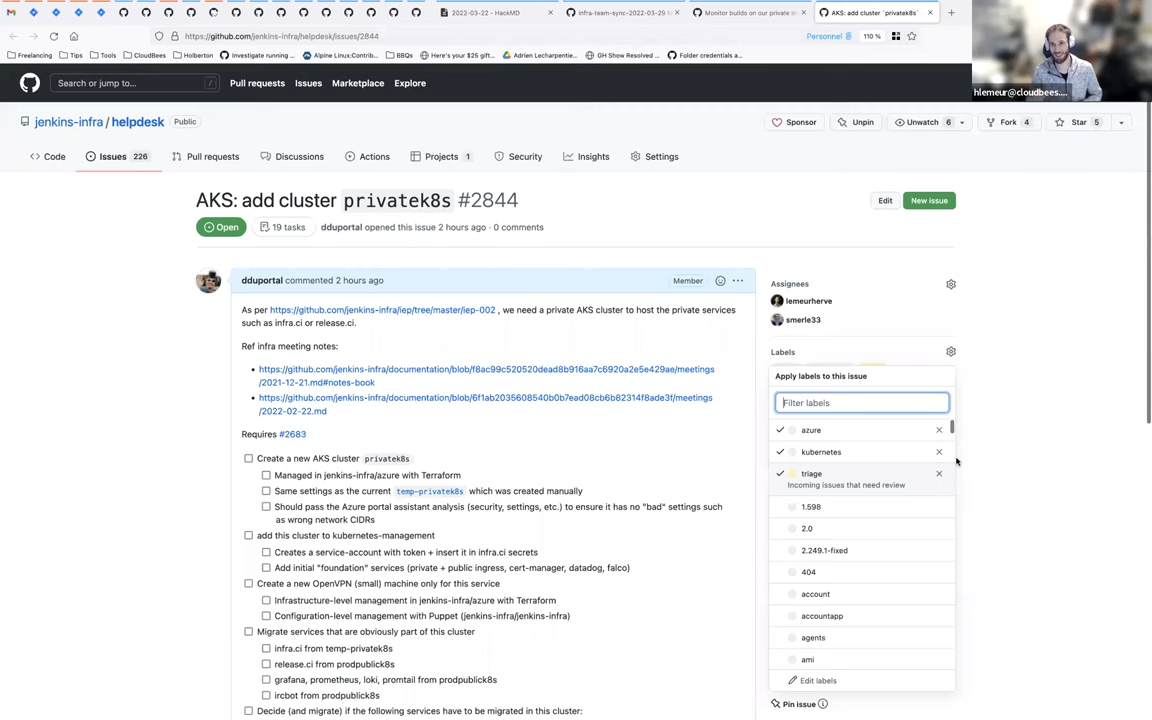 2022-03-22 - HackMD
infra-team-sync-2022-03-29
Monitor builds on our private in
AKS: add cluster `privatek8s`
https://github.com/jenkins-infra/helpdesk/issues/2844
Personnel
110 %
Freelancing
Tips
Tools
CloudBees
Holberton
Investigate running ...
Alpine Linux:Contrib...
BBQs
Here's your $25 gift...
Adrien Lecharpentie...
GH Show Resolved ...
Folder credentials a...
hlemeur@cloudbees....
Search or jump to...
/
Pull requests
Issues
Marketplace
Explore
jenkins-infra / helpdesk
Public
Sponsor
Unpin
Unwatch 6
Fork 4
Star 5
Code
Issues 226
Pull requests
Discussions
Actions
Projects 1
Security
Insights
Settings
AKS: add cluster privatek8s #2844
Edit
New issue
Open
19 tasks
dduportal opened this issue 2 hours ago · 0 comments
dduportal commented 2 hours ago
Member
As per https://github.com/jenkins-infra/iep/tree/master/iep-002 , we need a private AKS cluster to host the private services
such as infra.ci or release.ci.
Ref infra meeting notes:
https://github.com/jenkins-infra/documentation/blob/f8ac99c520520dead8b916aa7c6920a2e5e429ae/meetings
/2021-12-21.md#notes-book
https://github.com/jenkins-infra/documentation/blob/6f1ab2035608540b0b7ead08cb6b82314f8ade3f/meetings
/2022-02-22.md
Requires #2683
Create a new AKS cluster privatek8s
Managed in jenkins-infra/azure with Terraform
Same settings as the current temp-privatek8s which was created manually
Should pass the Azure portal assistant analysis (security, settings, etc.) to ensure it has no "bad" settings such
as wrong network CIDRs
add this cluster to kubernetes-management
Creates a service-account with token + insert it in infra.ci secrets
Add initial "foundation" services (private + public ingress, cert-manager, datadog, falco)
Create a new OpenVPN (small) machine only for this service
Infrastructure-level management in jenkins-infra/azure with Terraform
Configuration-level management with Puppet (jenkins-infra/jenkins-infra)
Migrate services that are obviously part of this cluster
infra.ci from temp-privatek8s
release.ci from prodpublick8s
grafana, prometheus, loki, promtail from prodpublick8s
ircbot from prodpublick8s
Decide (and migrate) if the following services have to be migrated in this cluster:
Assignees
lemeurherve
smerle33
Labels
Apply labels to this issue
Filter labels
azure
kubernetes
triage
Incoming issues that need review
1.598
2.0
2.249.1-fixed
404
account
accountapp
agents
ami
Edit labels
Pin issue